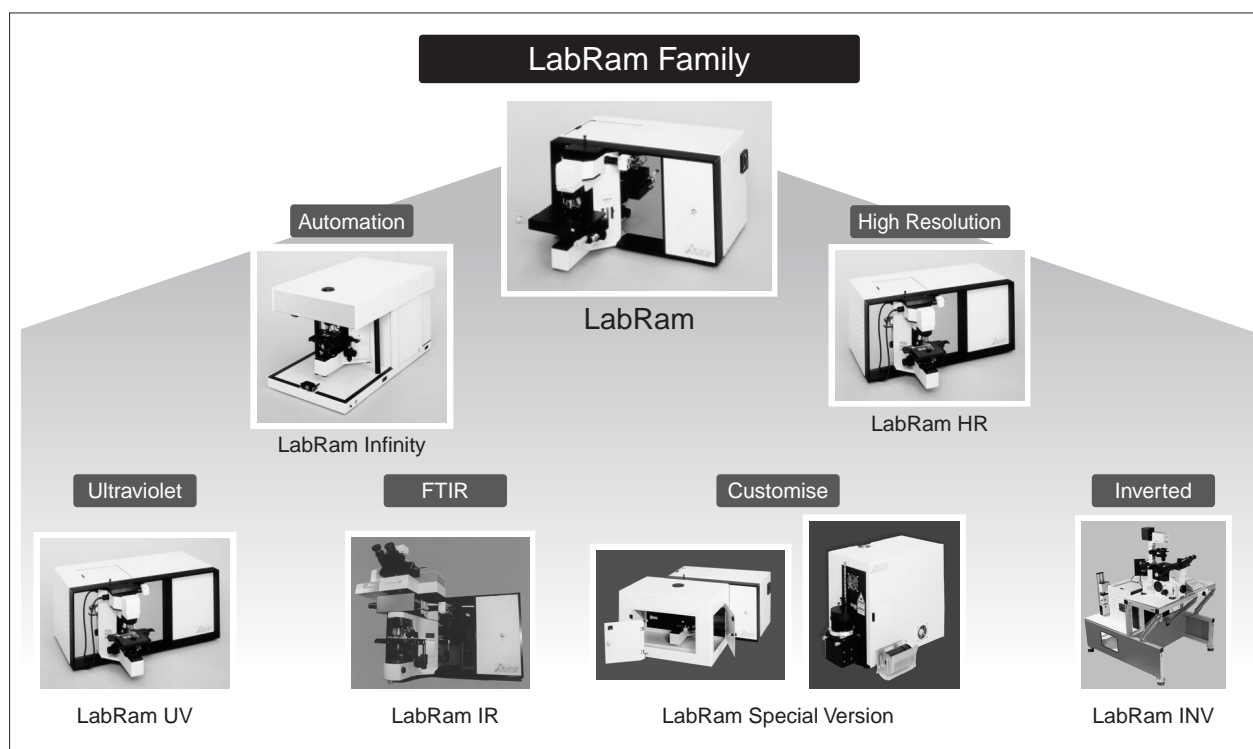 LabRam Family
LabRam
Automation
High Resolution
LabRam Infinity
LabRam HR
Ultraviolet
FTIR
Customise
Inverted
LabRam UV
LabRam IR
LabRam Special Version
LabRam INV